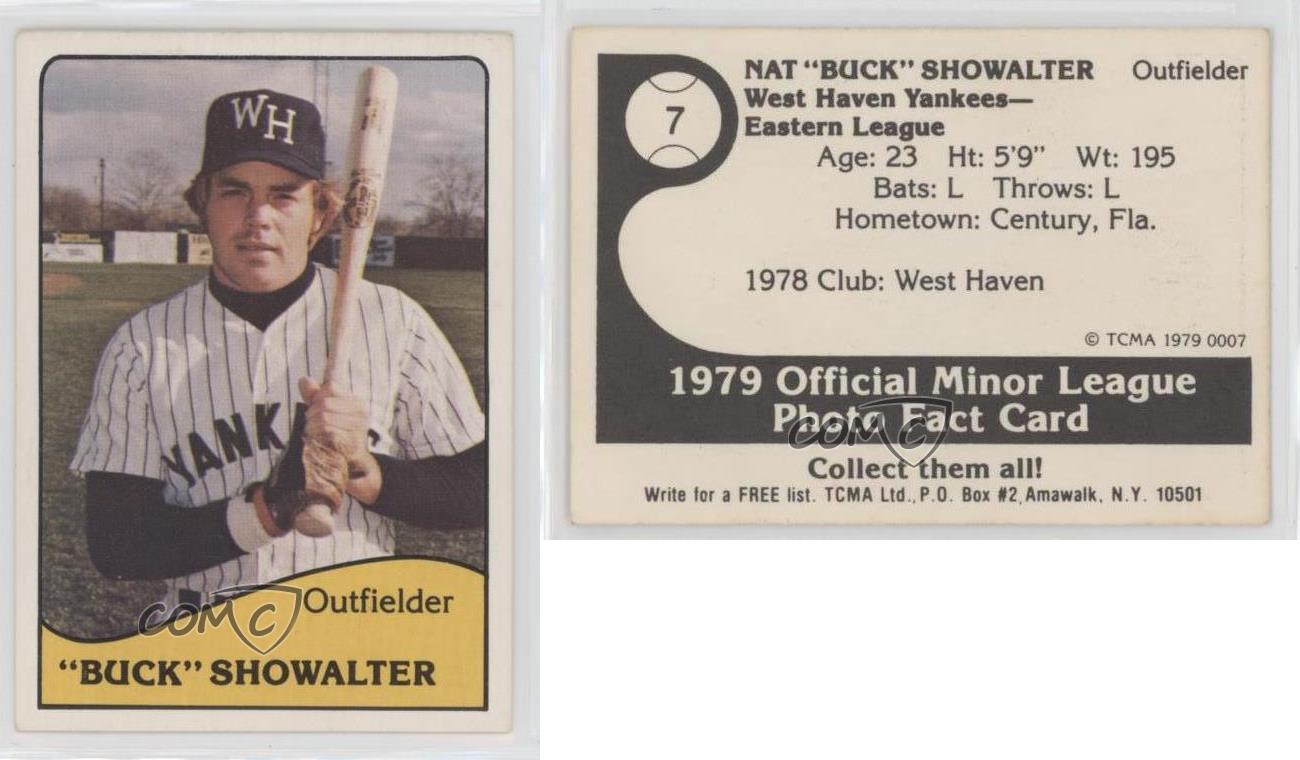 WH
YANK
Outfielder
COMC
"BUCK" SHOWALTER
7
NAT "BUCK" SHOWALTER Outfielder
West Haven Yankees—
Eastern League
Age: 23 Ht: 5'9" Wt: 195
Bats: L Throws: L
Hometown: Century, Fla.
1978 Club: West Haven
© TCMA 1979 0007
1979 Official Minor League
Photo Fact Card
COMC
Collect them all!
Write for a FREE list. TCMA Ltd., P.O. Box #2, Amawalk, N.Y. 10501